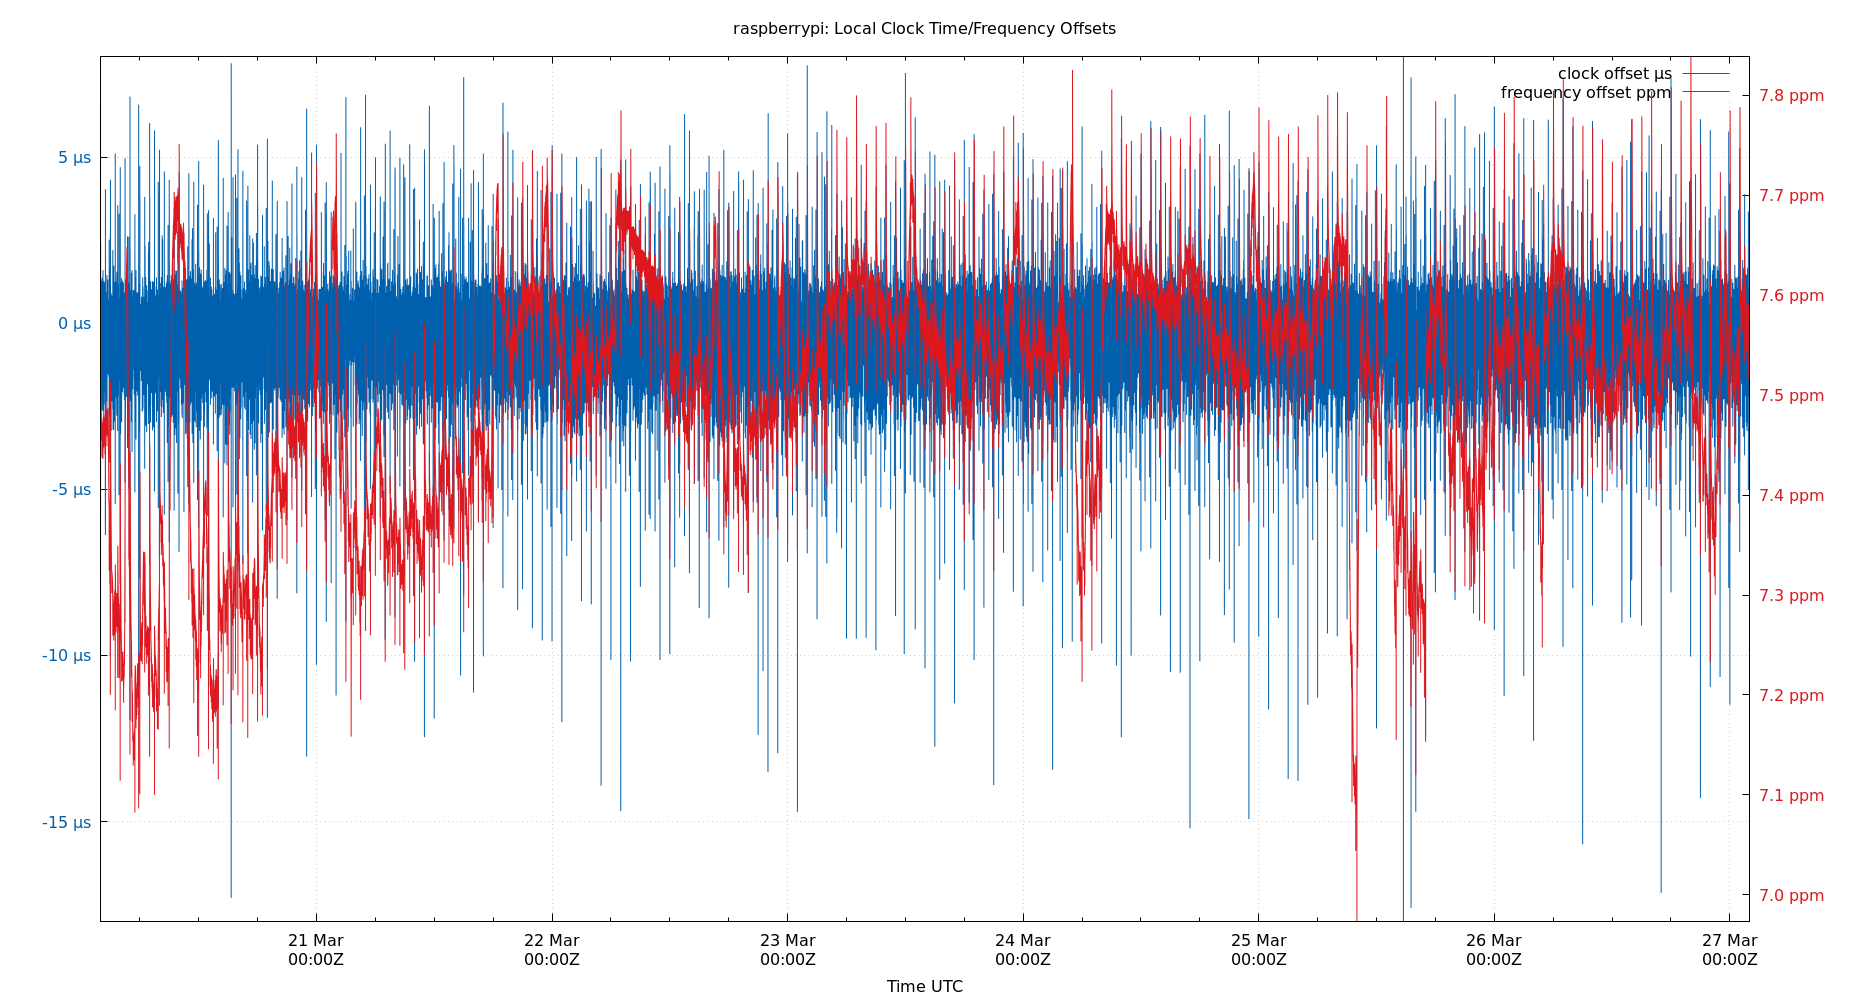 raspberrypi: Local Clock Time/Frequency Offsets
clock offset µs
frequency offset ppm
5 µs
0 µs
-5 µs
-10 µs
-15 µs
7.8 ppm
7.7 ppm
7.6 ppm
7.5 ppm
7.4 ppm
7.3 ppm
7.2 ppm
7.1 ppm
7.0 ppm
21 Mar 22 Mar 23 Mar 24 Mar 25 Mar 26 Mar 27 Mar
00:00Z 00:00Z 00:00Z 00:00Z 00:00Z 00:00Z 00:00Z
Time UTC